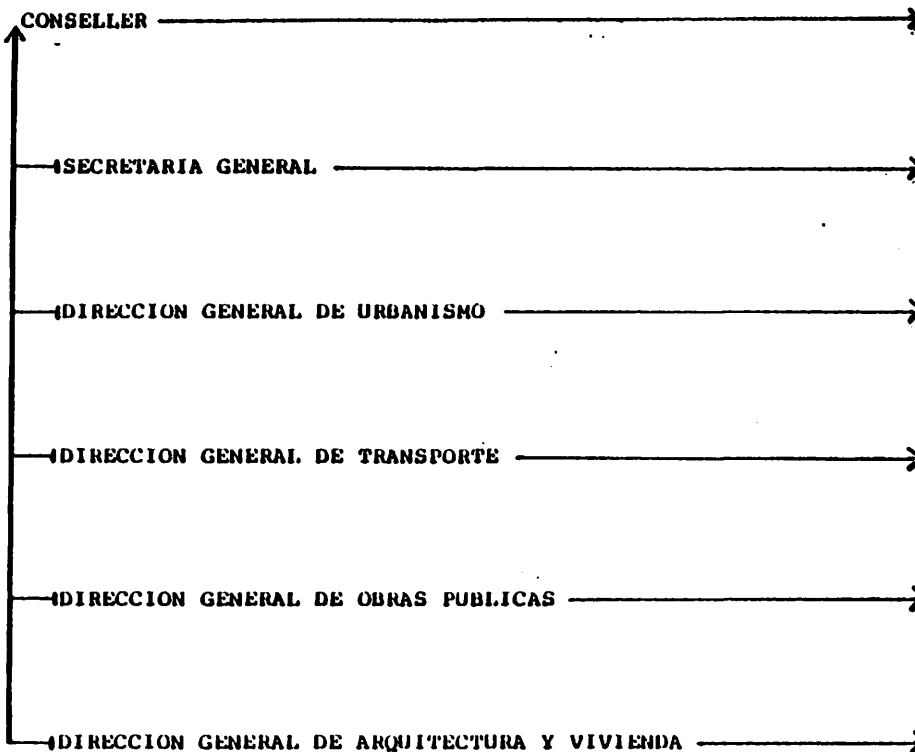 CONSELLER
SECRETARIA GENERAL
DIRECCION GENERAL DE URBANISMO
DIRECCION GENERAL DE TRANSPORTE
DIRECCION GENERAL DE OBRAS PUBLICAS
DIRECCION GENERAL DE ARQUITECTURA Y VIVIENDA